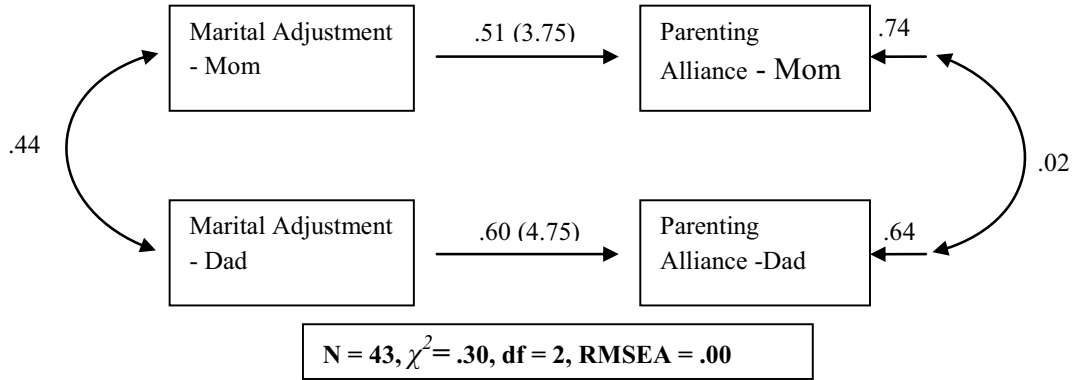 Marital Adjustment
- Mom
.51 (3.75)
Parenting
Alliance - Mom
.74
.44
.02
Marital Adjustment
- Dad
.60 (4.75)
Parenting
Alliance -Dad
.64
N = 43, χ²= .30, df = 2, RMSEA = .00